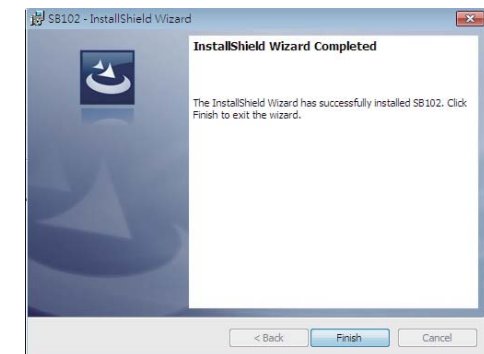 SB102 - InstallShield Wizard
InstallShield Wizard Completed
The InstallShield Wizard has successfully installed SB102. Click
Finish to exit the wizard.
< Back
Finish
Cancel